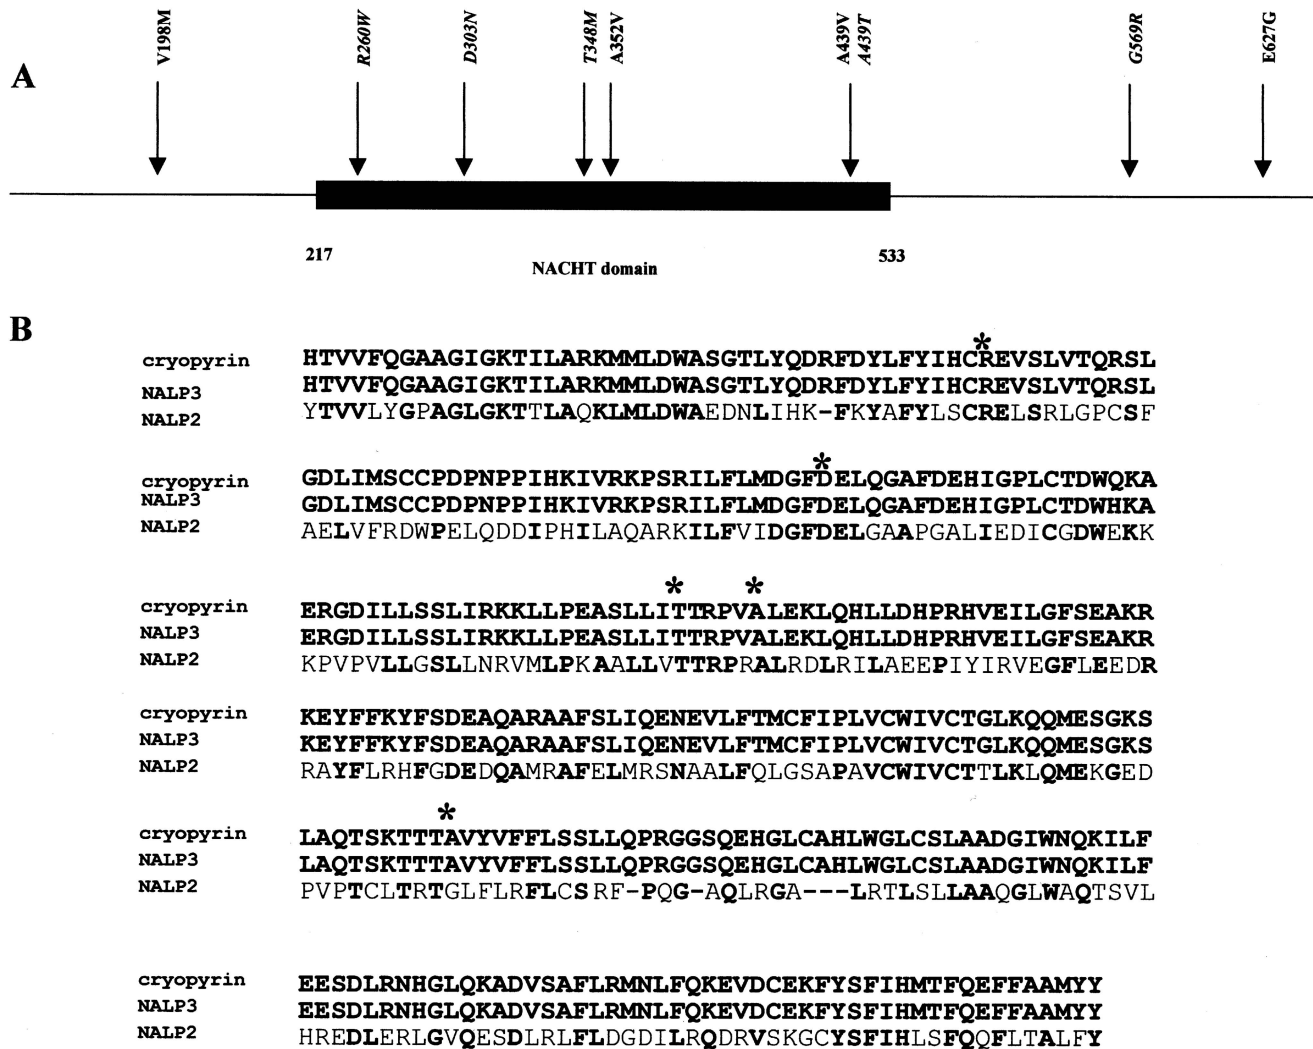 V198M
R260W
D303N
T348M
A352V
A439V
A439T
G569R
E627G
A
217
533
NACHT domain
B
*
cryopyrin HTVVFQGAAGIGKTILARKMMLDWASGTLYQDRFDYLFYIHCREVSLVTQRSL
NALP3 HTVVFQGAAGIGKTILARKMMLDWASGTLYQDRFDYLFYIHCREVSLVTQRSL
NALP2 YTVVLYGPAGLGKTTLAQKLMLDWAEDNLIHK-FKYAFYLSCRELSRLGPCSF
*
cryopyrin GDLIMSCCPDPNPPIHKIVRKPSRILFLMDGFDELQGAFDEHIGPLCTDWQKA
NALP3 GDLIMSCCPDPNPPIHKIVRKPSRILFLMDGFDELQGAFDEHIGPLCTDWHKA
NALP2 AELVFRDWPELQDDIPHILAQARKILFVIDGFDELGAAPGALIEDICGDWEKK
* *
cryopyrin ERGDILLSSLIRKKLLPEASLLITTRPVALEKLQHLLDHPRHVEILGFSEAKR
NALP3 ERGDILLSSLIRKKLLPEASLLITTRPVALEKLQHLLDHPRHVEILGFSEAKR
NALP2 KPVPVLLGSLLNRVMLPKAALLVTTRPRALRDLRILAEEPIYIRVEGFLEEDR
cryopyrin KEYFFKYFSDEAQARAAFSLIQENEVLFTMCFIPLVCWIVCTGLKQQMESGKS
NALP3 KEYFFKYFSDEAQARAAFSLIQENEVLFTMCFIPLVCWIVCTGLKQQMESGKS
NALP2 RAYFLRHFGDEDQAMRAFELMRSNAALFQLGSAPAVCWIVCTTLKLQMEKGED
*
cryopyrin LAQTSKTTTAVYVFFLSSLLQPRGGSQEHGLCAHLWGLCSLAADGIWNQKILF
NALP3 LAQTSKTTTAVYVFFLSSLLQPRGGSQEHGLCAHLWGLCSLAADGIWNQKILF
NALP2 PVPTCLTRTGLFLRFLCSRF-PQG-AQLRGA---LRTLSLLAAQGLWAQTSVL
cryopyrin EESDLRNHGLQKADVSAFLRMNLFQKEVDCEKFYSFIHMTFQEFFAAMYY
NALP3 EESDLRNHGLQKADVSAFLRMNLFQKEVDCEKFYSFIHMTFQEFFAAMYY
NALP2 HREDLERLGVQESDLRLFLDGDILRQDRVSKGCYSFIHLSFQQFLTALFY